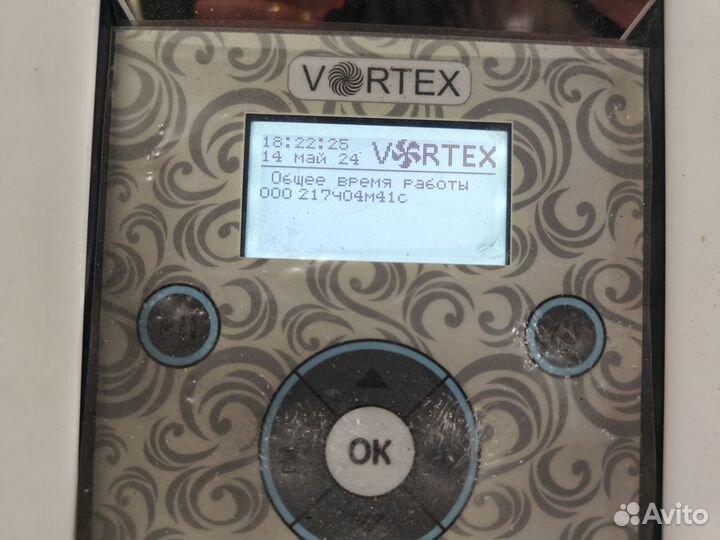 VORTEX
18:22:25
14 май 24
VORTEX
Общее время работы
000 217ч04м41с
OK
Avito